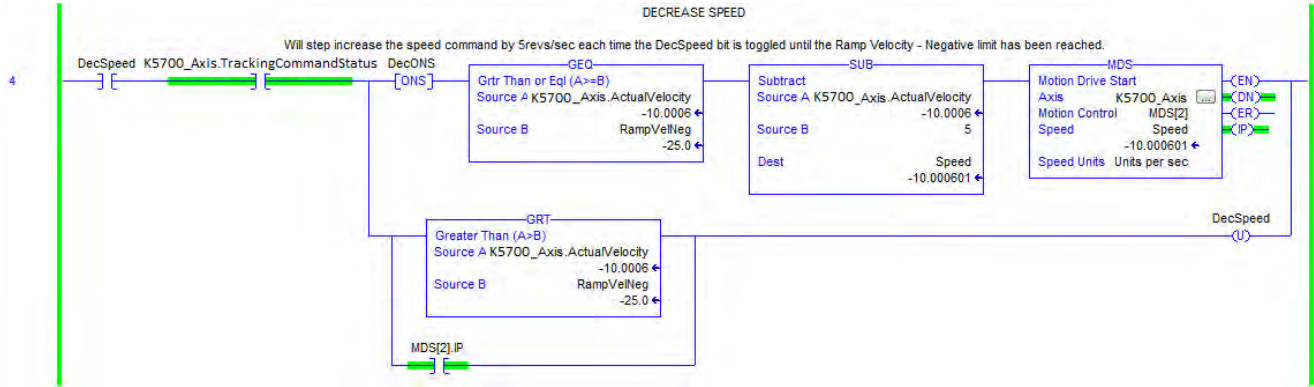 DECREASE SPEED
Will step increase the speed command by 5revs/sec each time the DecSpeed bit is toggled until the Ramp Velocity - Negative limit has been reached.
4
DecSpeed K5700_Axis.TrackingCommandStatus DecONS
ONS
GEQ
Grtr Than or Eql (A>=B)
Source A K5700_Axis.ActualVelocity
-10.0006
Source B RampVelNeg
-25.0
SUB
Subtract
Source A K5700_Axis.ActualVelocity
-10.0006
Source B 5
Dest Speed
-10.000601
MDS
Motion Drive Start
Axis K5700_Axis ...
Motion Control MDS[2]
Speed Speed
-10.000601
Speed Units Units per sec
EN
DN
ER
IP
GRT
Greater Than (A>B)
Source A K5700_Axis.ActualVelocity
-10.0006
Source B RampVelNeg
-25.0
DecSpeed
U
MDS[2].IP